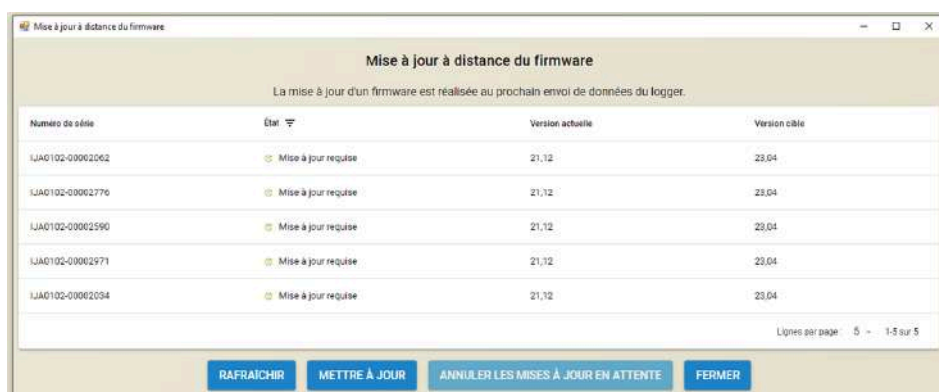 Mise à jour à distance du firmware
Mise à jour à distance du firmware
La mise à jour d'un firmware est réalisée au prochain envoi de données du logger.
Numéro de série État Version actuelle Version cible
IJA0102-00002062 Mise à jour requise 21,12 23,04
IJA0102-00002776 Mise à jour requise 21,12 23,04
IJA0102-00002590 Mise à jour requise 21,12 23,04
IJA0102-00002971 Mise à jour requise 21,12 23,04
IJA0102-00002034 Mise à jour requise 21,12 23,04
Lignes par page 5 1-5 sur 5
RAFRAÎCHIR METTRE À JOUR ANNULER LES MISES À JOUR EN ATTENTE FERMER